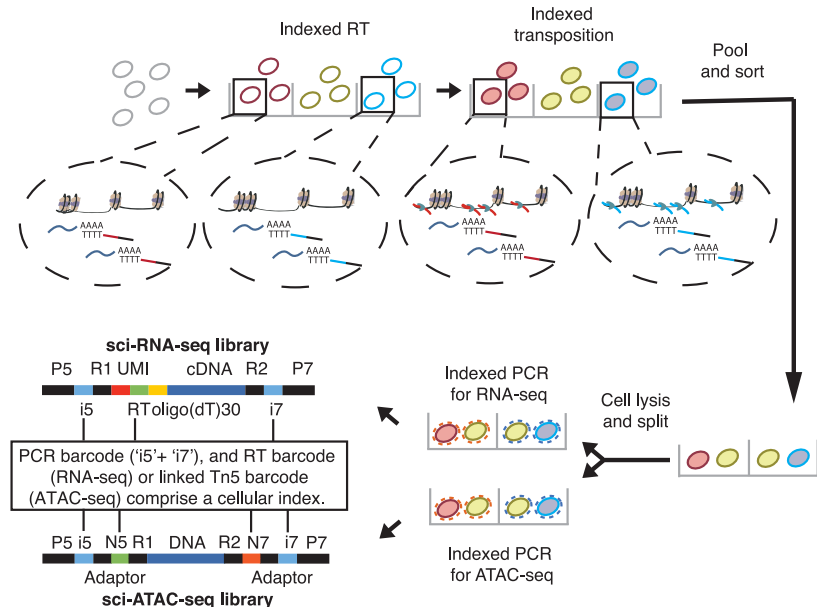 Indexed RT
Indexed
transposition
Pool
and sort
AAAA
TTTT
AAAA
TTTT
AAAA
TTTT
AAAA
TTTT
AAAA
TTTT
AAAA
TTTT
AAAA
TTTT
AAAA
TTTT
sci-RNA-seq library
P5 R1 UMI cDNA R2 P7
i5 RT oligo(dT)30 i7
PCR barcode (‘i5’+ ‘i7’), and RT barcode
(RNA-seq) or linked Tn5 barcode
(ATAC-seq) comprise a cellular index.
P5 i5 N5 R1 DNA R2 N7 i7 P7
Adaptor Adaptor
sci-ATAC-seq library
Indexed PCR
for RNA-seq
Cell lysis
and split
Indexed PCR
for ATAC-seq